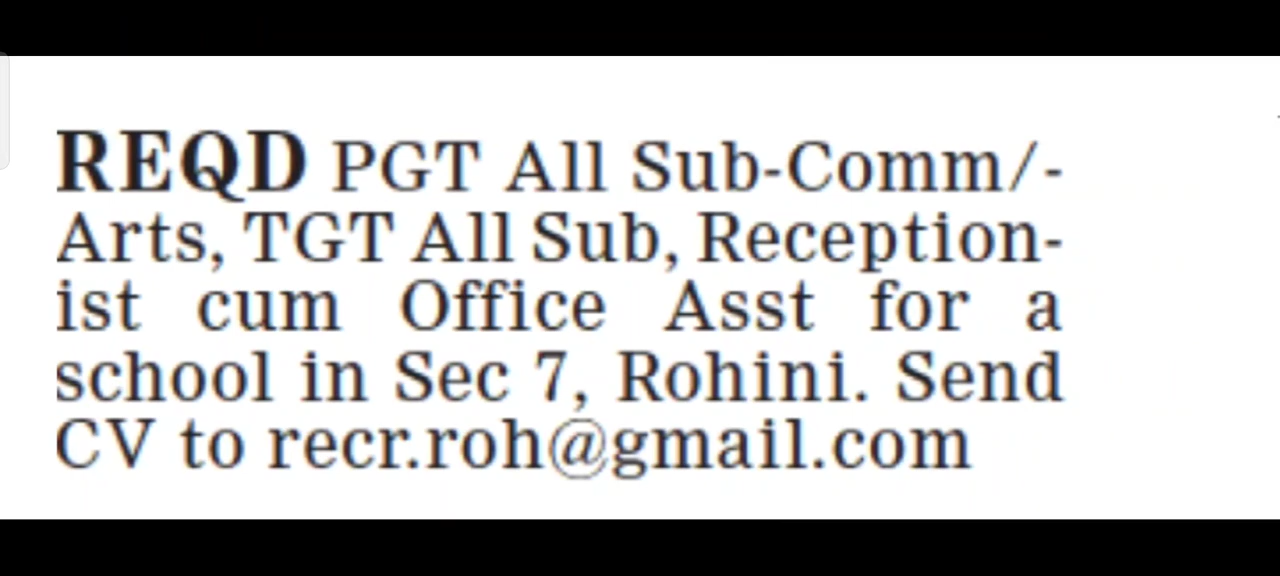 REQD PGT All Sub-Comm/-
Arts, TGT All Sub, Reception-
ist cum Office Asst for a
school in Sec 7, Rohini. Send
CV to recr.roh@gmail.com